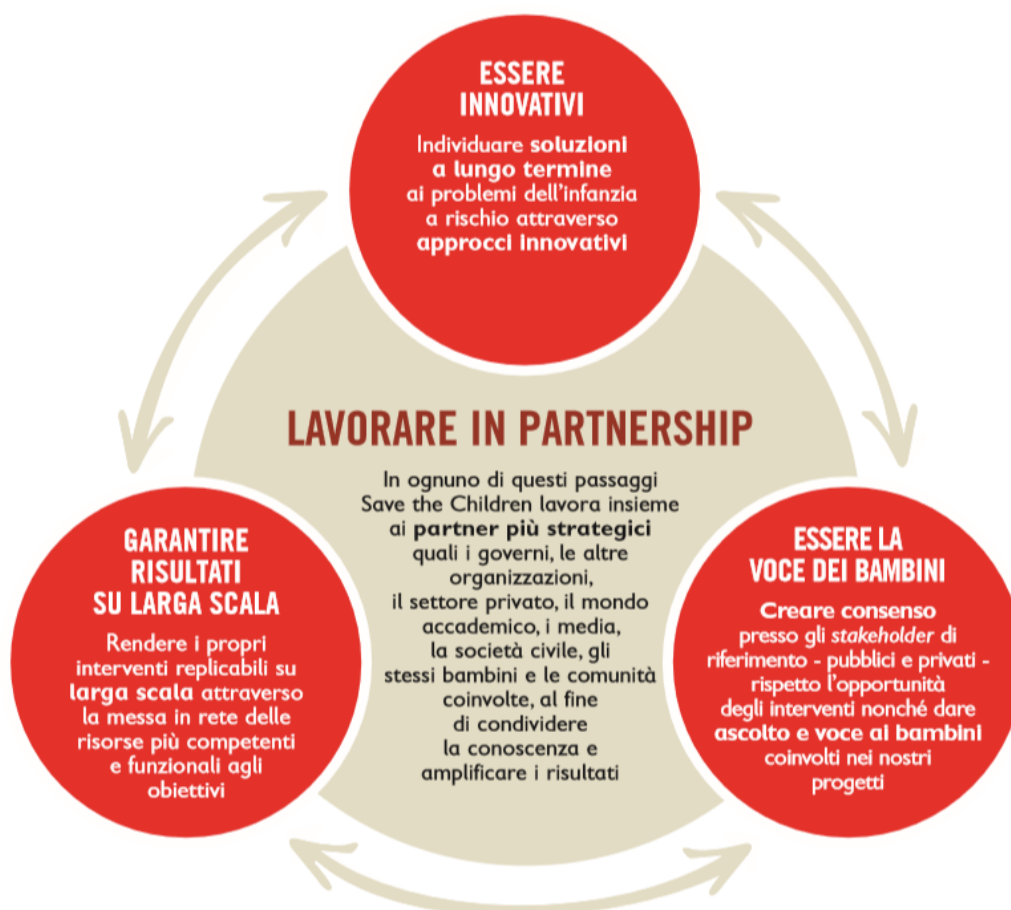 ESSERE
INNOVATIVI
Individuare soluzioni
a lungo termine
ai problemi dell'infanzia
a rischio attraverso
approcci innovativi
LAVORARE IN PARTNERSHIP
In ognuno di questi passaggi
Save the Children lavora insieme
ai partner più strategici
quali i governi, le altre
organizzazioni,
il settore privato, il mondo
accademico, i media,
la società civile, gli
stessi bambini e le comunità
coinvolte, al fine
di condividere
la conoscenza e
amplificare i risultati
GARANTIRE
RISULTATI
SU LARGA SCALA
Rendere i propri
interventi replicabili su
larga scala attraverso
la messa in rete delle
risorse più competenti
e funzionali agli
obiettivi
ESSERE LA
VOCE DEI BAMBINI
Creare consenso
presso gli stakeholder di
riferimento - pubblici e privati -
rispetto l'opportunità
degli interventi nonché dare
ascolto e voce ai bambini
coinvolti nei nostri
progetti